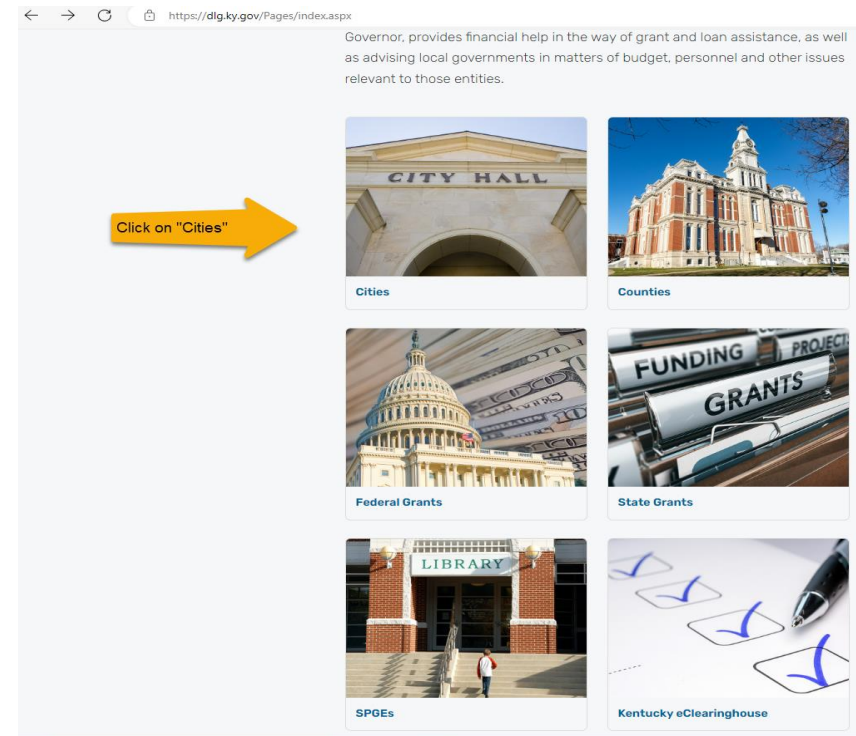 https://dlg.ky.gov/Pages/index.aspx
Governor, provides financial help in the way of grant and loan assistance, as well
as advising local governments in matters of budget, personnel and other issues
relevant to those entities.
Click on "Cities"
CITY HALL
Cities
Counties
FUNDING
PROJECT
GRANTS
Federal Grants
State Grants
LIBRARY
SPGEs
Kentucky eClearinghouse